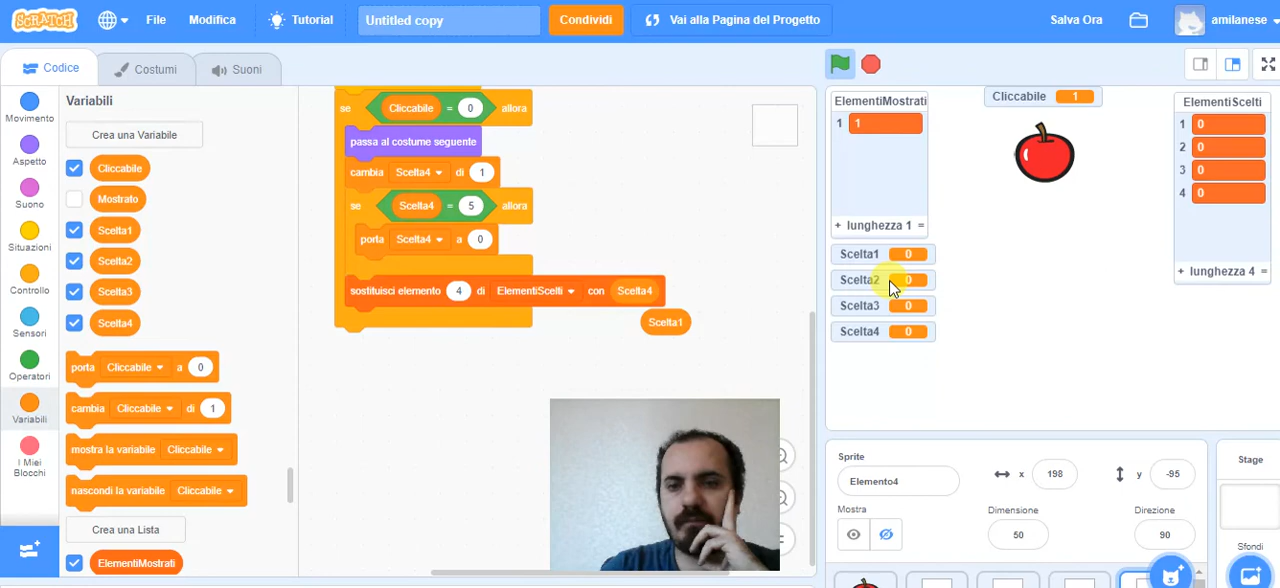 SCRATCH File Modifica Tutorial Untitled copy Condividi Vai alla Pagina del Progetto Salva Ora amilanese
Codice Costumi Suoni
Movimento
Aspetto
Suono
Situazioni
Controllo
Sensori
Operatori
Variabili
I Miei
Blocchi
Variabili
Crea una Variabile
Cliccabile
Mostrato
Scelta1
Scelta2
Scelta3
Scelta4
porta Cliccabile a 0
cambia Cliccabile di 1
mostra la variabile Cliccabile
nascondi la variabile Cliccabile
Crea una Lista
ElementiMostrati
se Cliccabile = 0 allora
passa al costume seguente
cambia Scelta4 di 1
se Scelta4 = 5 allora
porta Scelta4 a 0
sostituisci elemento 4 di ElementiScelti con Scelta4
Scelta1
ElementiMostrati
1 1
+ lunghezza 1 =
Cliccabile 1
ElementiScelti
1 0
2 0
3 0
4 0
+ lunghezza 4 =
Scelta1 0
Scelta2 0
Scelta3 0
Scelta4 0
Sprite
Elemento4
x 198 y -95
Mostra
Dimensione
50
Direzione
90
Stage
Sfondi